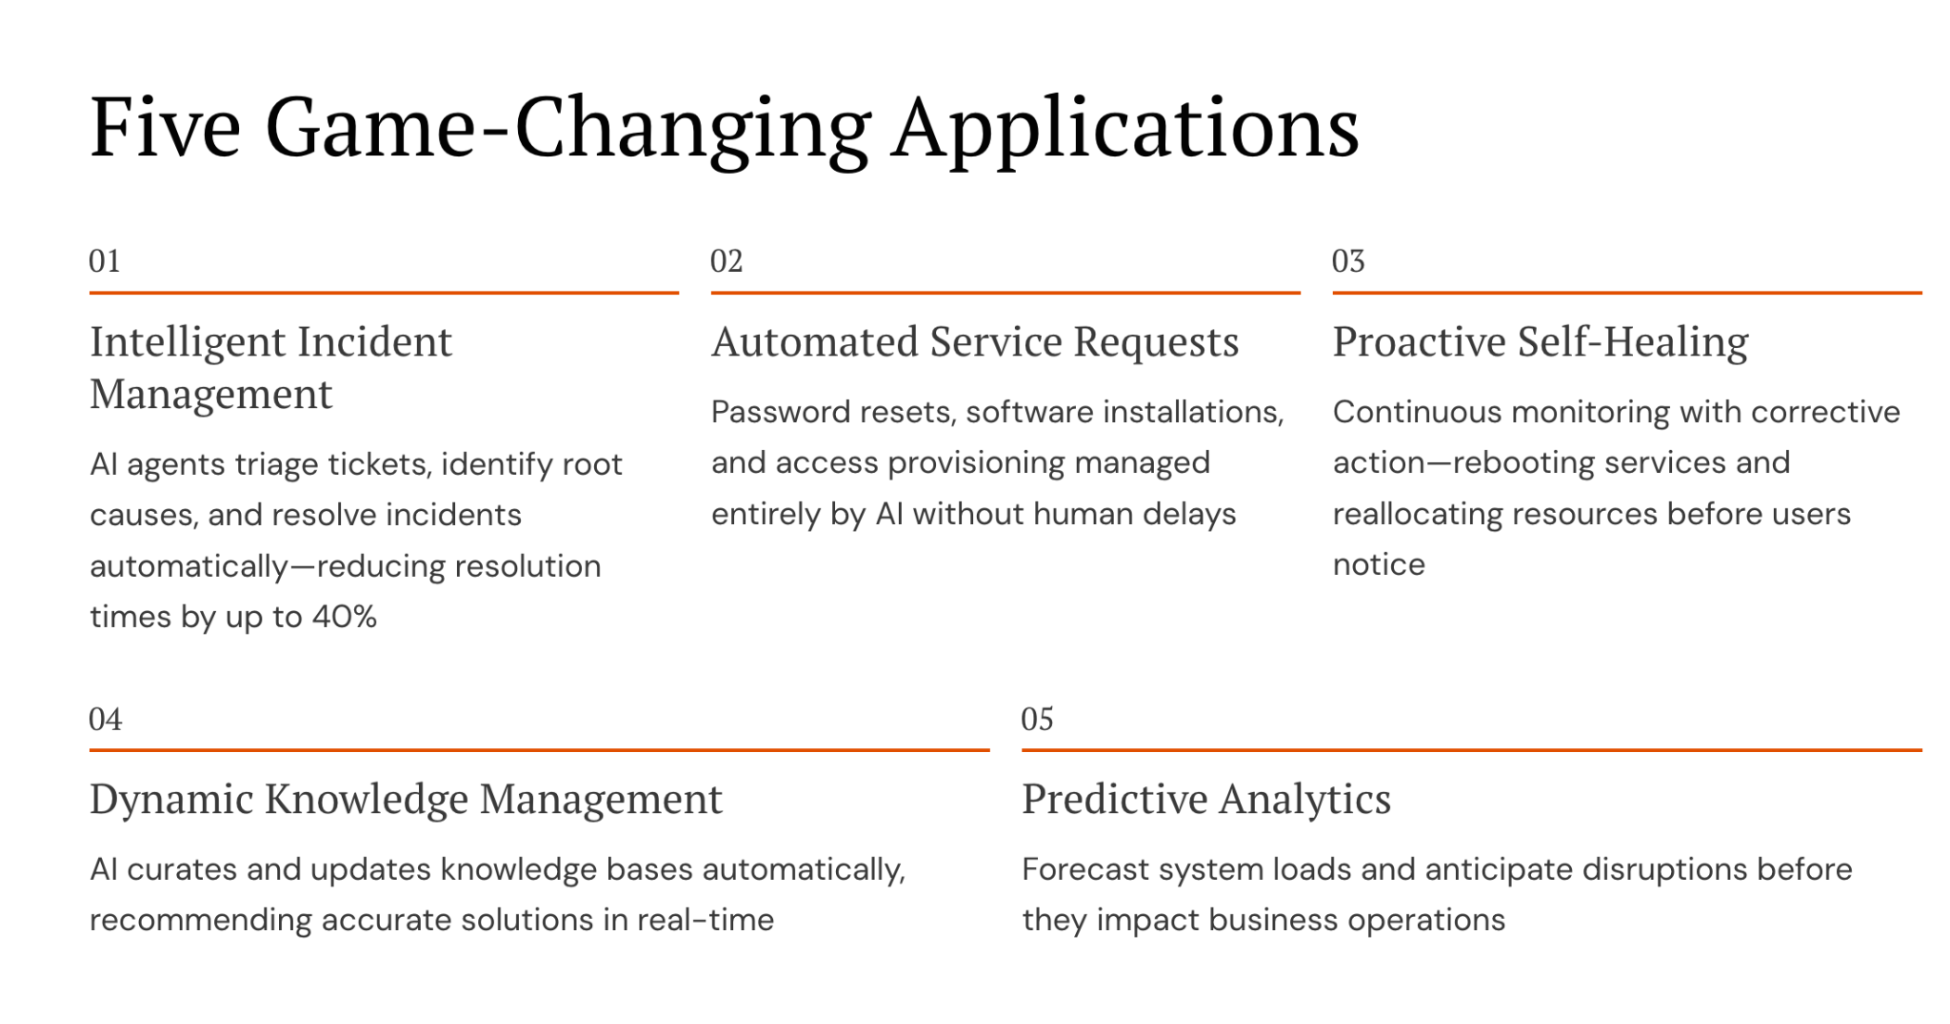 Five Game-Changing Applications
01
Intelligent Incident
Management
AI agents triage tickets, identify root
causes, and resolve incidents
automatically—reducing resolution
times by up to 40%
02
Automated Service Requests
Password resets, software installations,
and access provisioning managed
entirely by AI without human delays
03
Proactive Self-Healing
Continuous monitoring with corrective
action—rebooting services and
reallocating resources before users
notice
04
Dynamic Knowledge Management
AI curates and updates knowledge bases automatically,
recommending accurate solutions in real-time
05
Predictive Analytics
Forecast system loads and anticipate disruptions before
they impact business operations